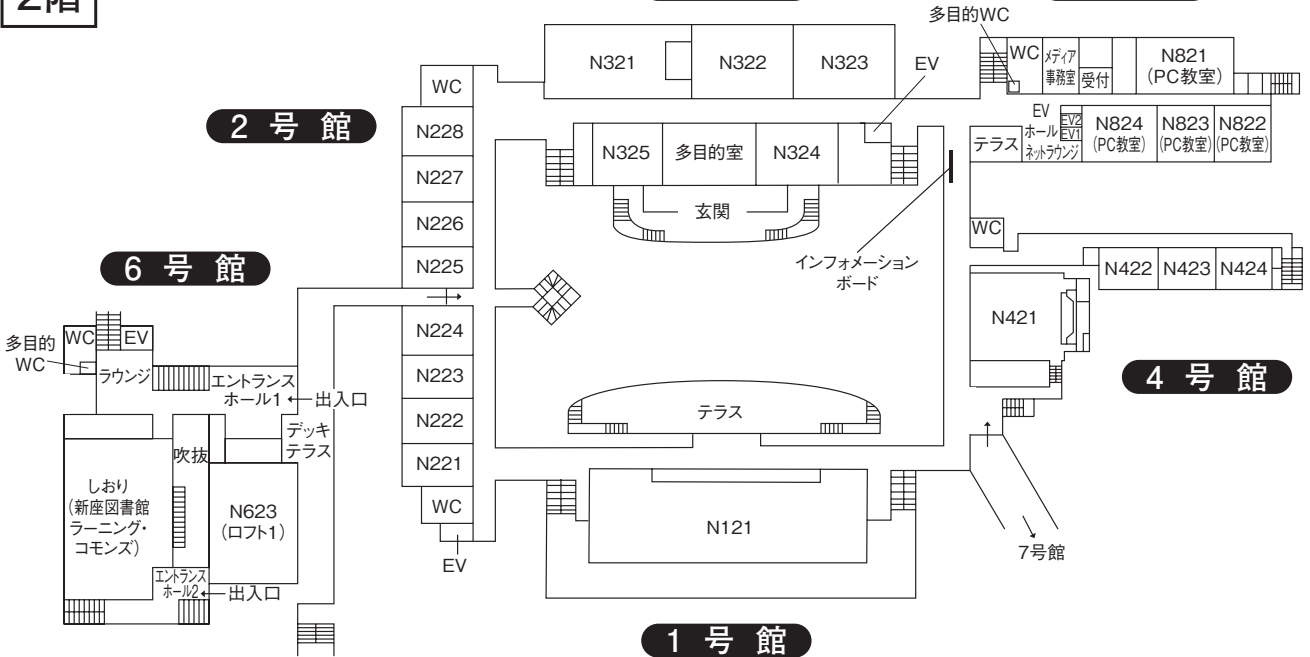 2階
多目的WC
N321
N322
N323
EV
WC
メディア
事務室
受付
N821
(PC教室)
WC
2 号 館
N228
N325
多目的室
N324
テラス
EV
ホール
ネットラウンジ
EV2
EV1
N824
(PC教室)
N823
(PC教室)
N822
(PC教室)
N227
N226
玄関
WC
6 号 館
N225
インフォメーション
ボード
N422
N423
N424
多目的
WC
WC
EV
N224
N421
ラウンジ
エントランス
ホール1
出入口
N223
4 号 館
デッキ
テラス
N222
テラス
吹抜
N221
しおり
(新座図書館
ラーニング・
コモンズ)
N623
(ロフト1)
WC
N121
EV
7号館
エントランス
ホール2
出入口
1 号 館